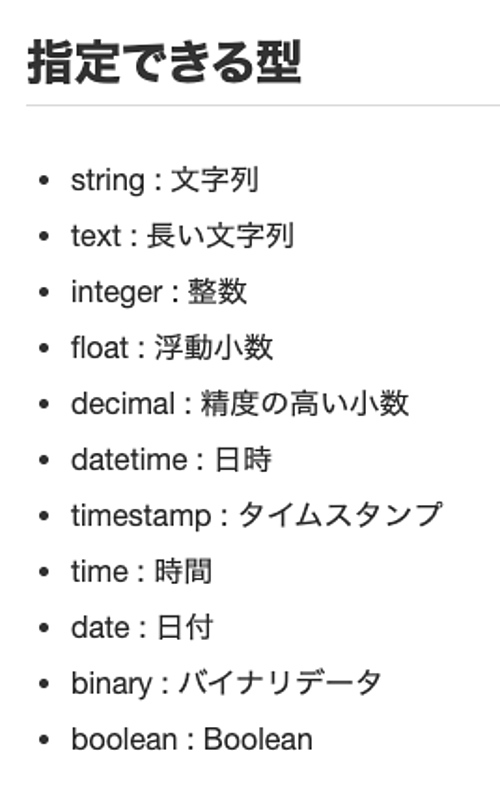 指定できる型
• string : 文字列
• text : 長い文字列
• integer : 整数
• float : 浮動小数
• decimal : 精度の高い小数
• datetime : 日時
• timestamp : タイムスタンプ
• time : 時間
• date : 日付
• binary : バイナリデータ
• boolean : Boolean